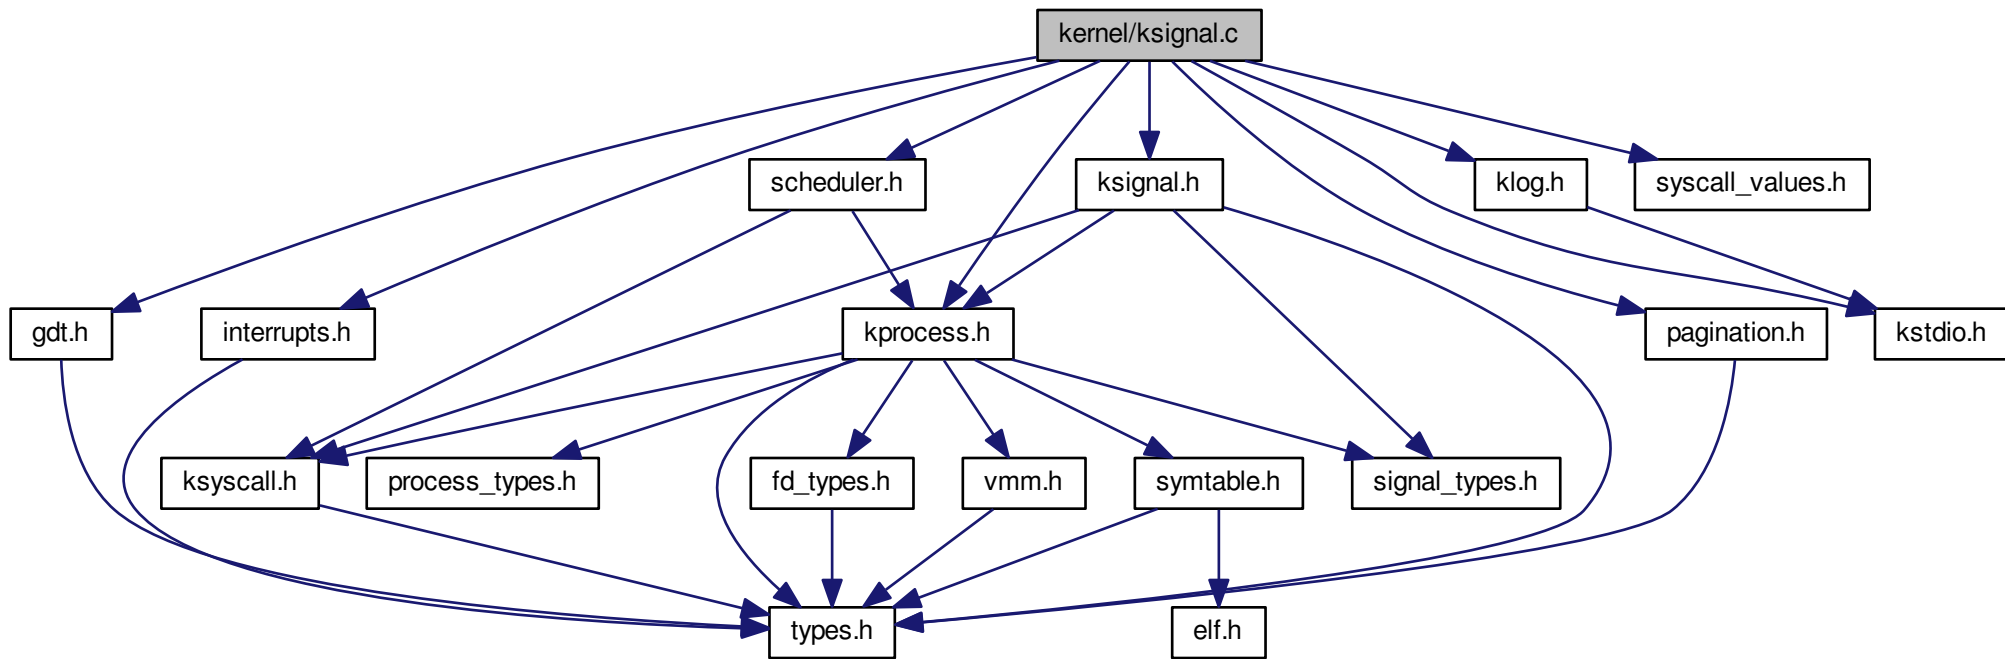 kernel/ksignal.c
scheduler.h
ksignal.h
klog.h
syscall_values.h
gdt.h
interrupts.h
kprocess.h
pagination.h
kstdio.h
ksyscall.h
process_types.h
fd_types.h
vmm.h
symtable.h
signal_types.h
types.h
elf.h